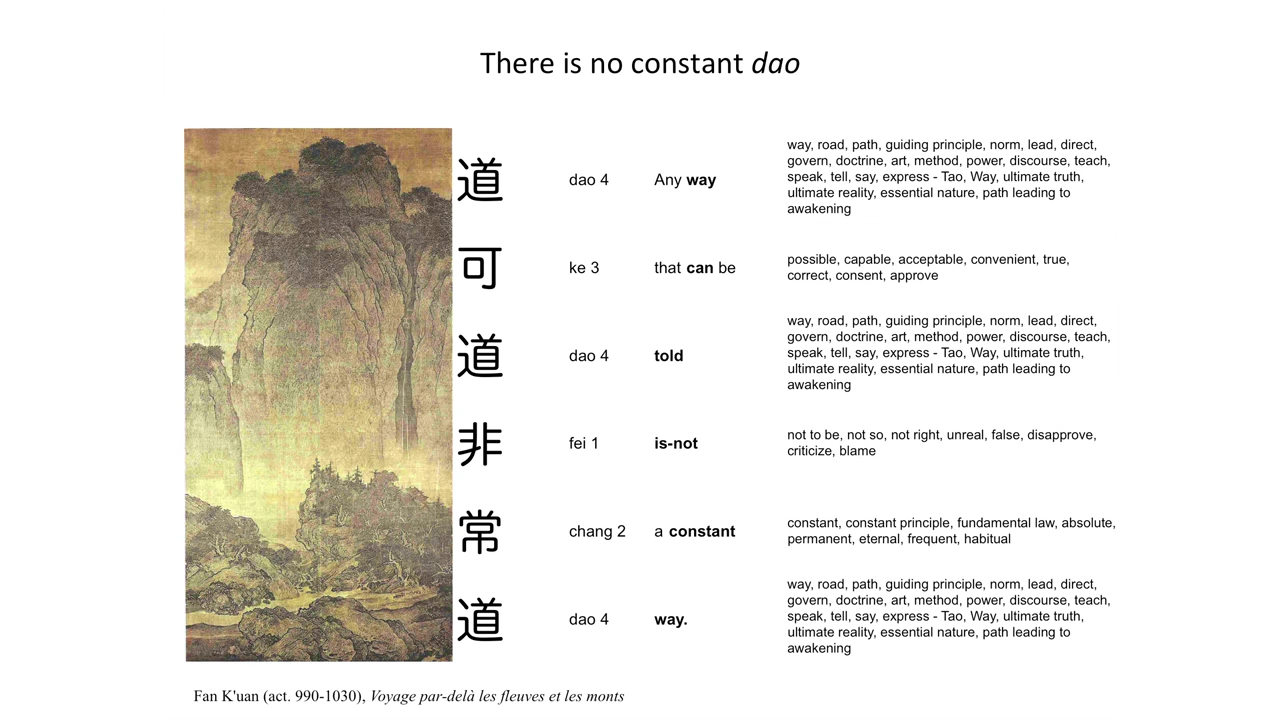 There is no constant dao
道 dao 4 Any way
way, road, path, guiding principle, norm, lead, direct,
govern, doctrine, art, method, power, discourse, teach,
speak, tell, say, express - Tao, Way, ultimate truth,
ultimate reality, essential nature, path leading to
awakening
可 ke 3 that can be
possible, capable, acceptable, convenient, true,
correct, consent, approve
道 dao 4 told
way, road, path, guiding principle, norm, lead, direct,
govern, doctrine, art, method, power, discourse, teach,
speak, tell, say, express - Tao, Way, ultimate truth,
ultimate reality, essential nature, path leading to
awakening
非 fei 1 is-not
not to be, not so, not right, unreal, false, disapprove,
criticize, blame
常 chang 2 a constant
constant, constant principle, fundamental law, absolute,
permanent, eternal, frequent, habitual
道 dao 4 way.
way, road, path, guiding principle, norm, lead, direct,
govern, doctrine, art, method, power, discourse, teach,
speak, tell, say, express - Tao, Way, ultimate truth,
ultimate reality, essential nature, path leading to
awakening
Fan K'uan (act. 990-1030), Voyage par-delà les fleuves et les monts